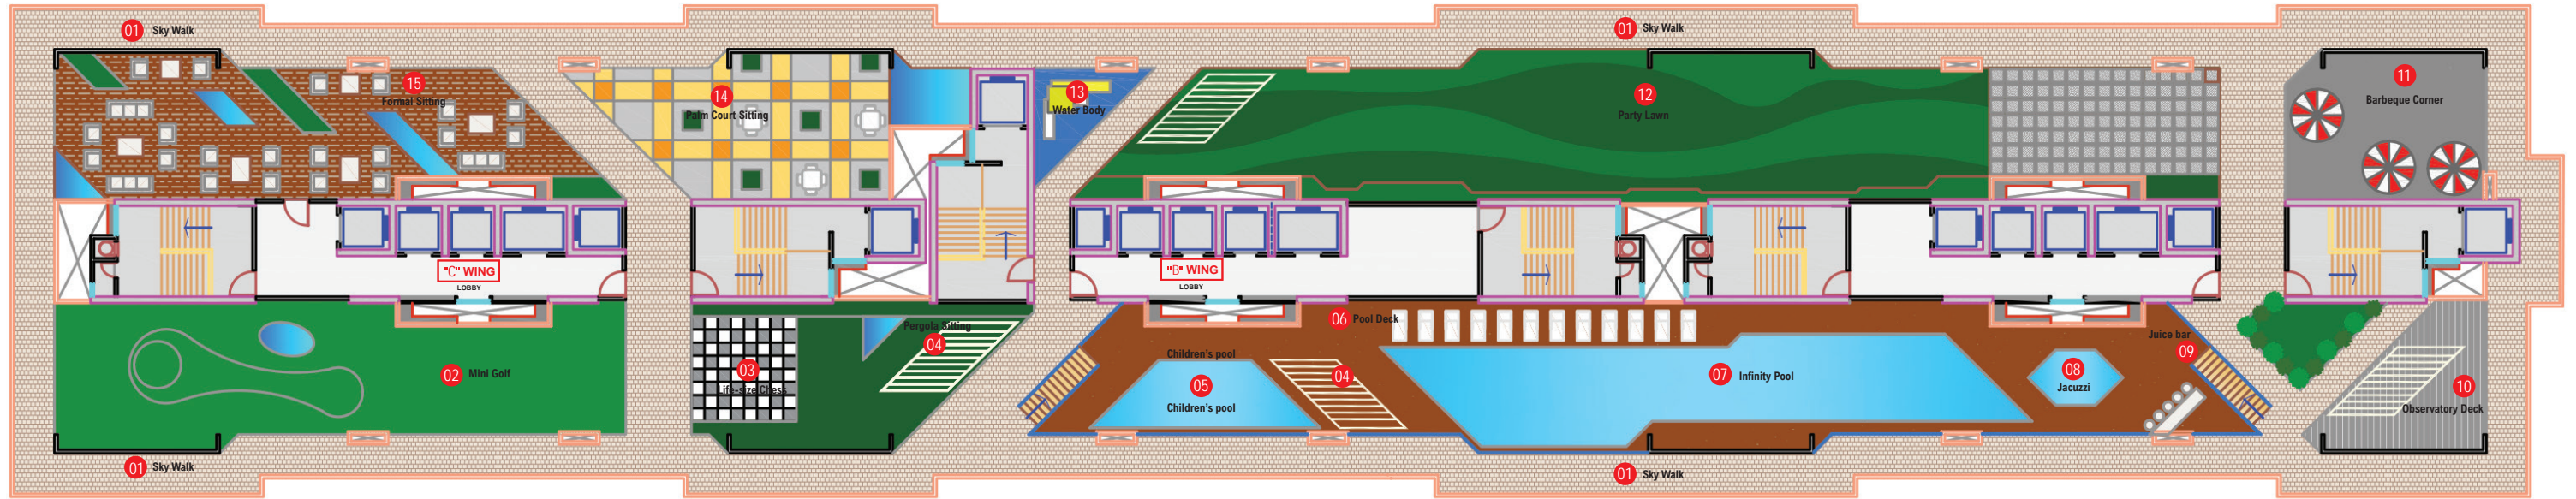 01 Sky Walk
01 Sky Walk
15
Formal Sitting
14
Palm Court Sitting
13
Water Body
12
Party Lawn
11
Barbeque Corner
"C" WING
LOBBY
"B" WING
LOBBY
02 Mini Golf
03
Life-size Chess
Pergola Sitting
04
06 Pool Deck
Children's pool
05
Children's pool
04
07 Infinity Pool
08
Jacuzzi
Juice bar
09
10
Observatory Deck
01 Sky Walk
01 Sky Walk